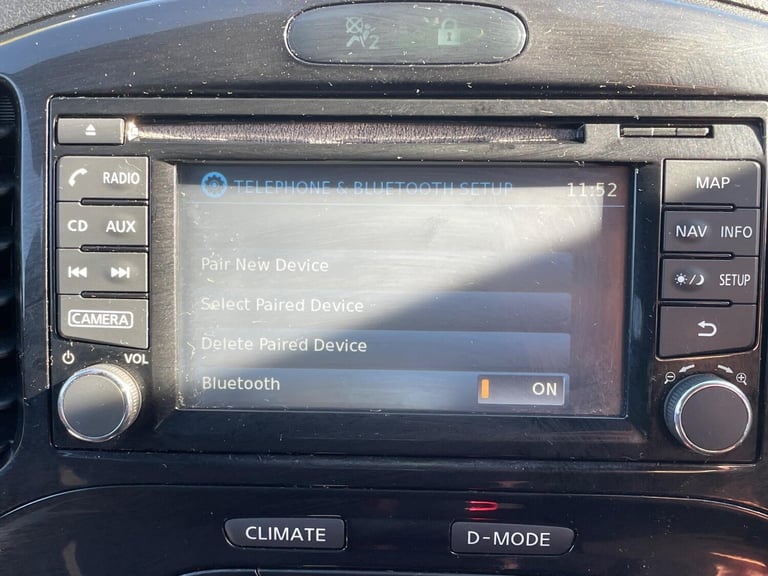 2
RADIO
CD AUX
CAMERA
VOL
TELEPHONE & BLUETOOTH SETUP 11:52
Pair New Device
Select Paired Device
Delete Paired Device
Bluetooth ON
MAP
NAV INFO
SETUP
CLIMATE
D-MODE